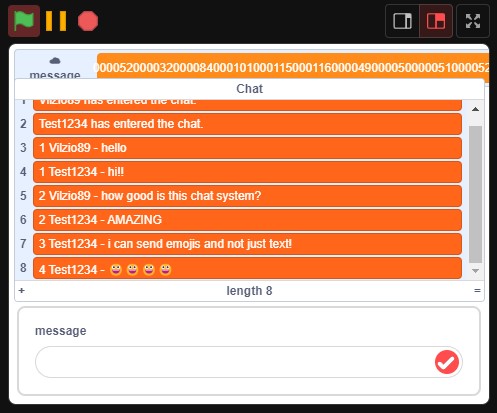 message
000052000032000084000101000115000116000049000050000051000052
Chat
1 Vilzio89 has entered the chat.
2 Test1234 has entered the chat.
3 1 Vilzio89 - hello
4 1 Test1234 - hi!!
5 2 Vilzio89 - how good is this chat system?
6 2 Test1234 - AMAZING
7 3 Test1234 - i can send emojis and not just text!
8 4 Test1234 - 😀 😀 😀 😀
+ length 8 =
message